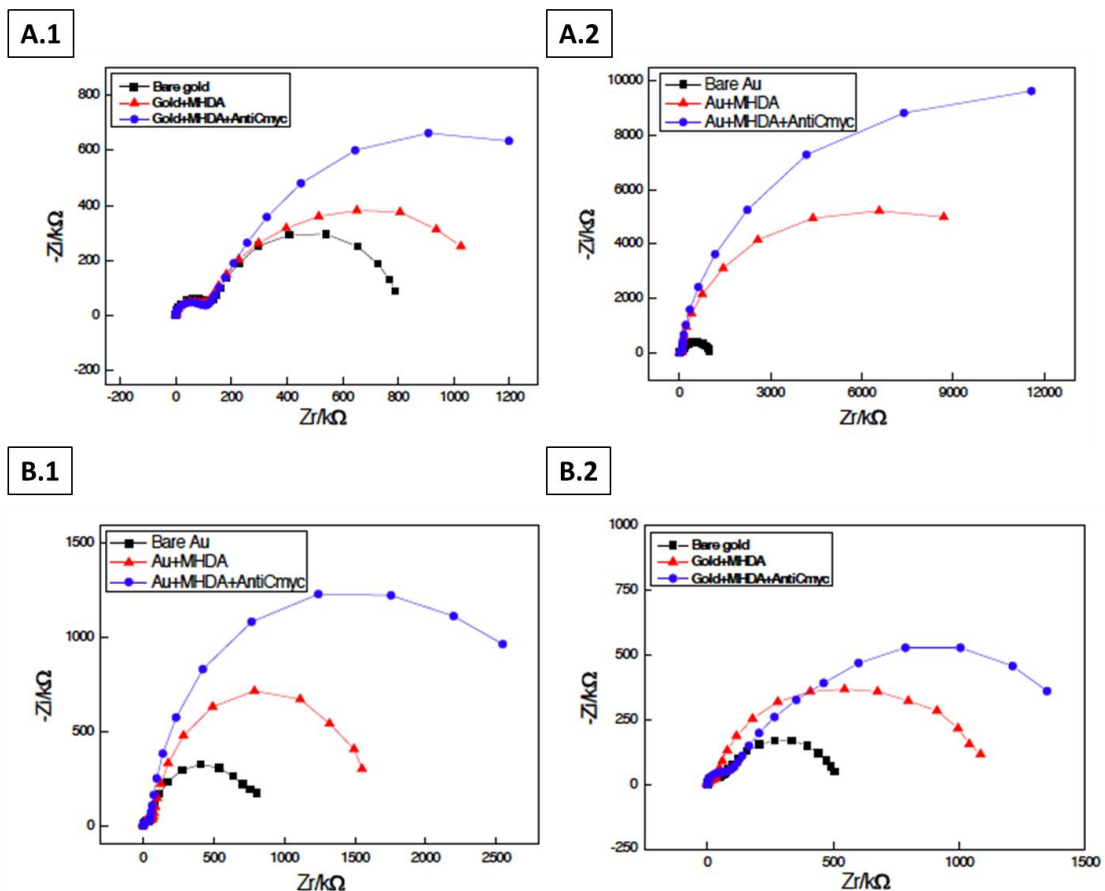 A.1
A.2
800
600
400
200
0
-200
-Zi/kΩ
Bare gold
Gold+MHDA
Gold+MHDA+AntiCmyc
-200
0
200
400
600
800
1000
1200
Zr/kΩ
10000
8000
6000
4000
2000
0
-Zi/kΩ
Bare Au
Au+MHDA
Au+MHDA+AntiCmyc
0
3000
6000
9000
12000
Zr/kΩ
B.1
B.2
1500
1000
500
0
-Zi/kΩ
Bare Au
Au+MHDA
Au+MHDA+AntiCmyc
0
500
1000
1500
2000
2500
Zr/kΩ
1000
750
500
250
0
-250
-Zi/kΩ
Bare gold
Gold+MHDA
Gold+MHDA+AntiCmyc
0
500
1000
1500
Zr/kΩ